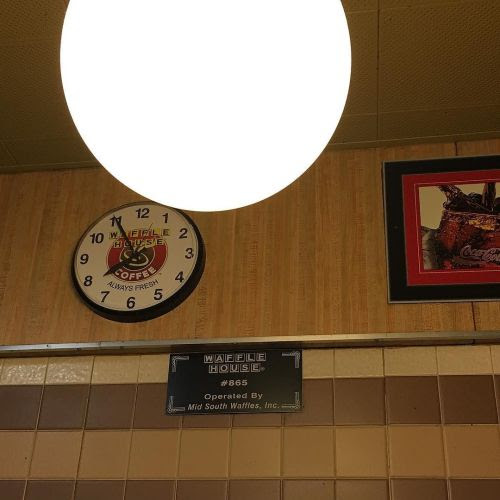 12
11
1
10
2
9
3
8
4
7
5
6
WAFFLE
HOUSE
COFFEE
ALWAYS FRESH
Coca-Cola
WAFFLE
HOUSE®
#865
Operated By
Mid South Waffles, Inc.